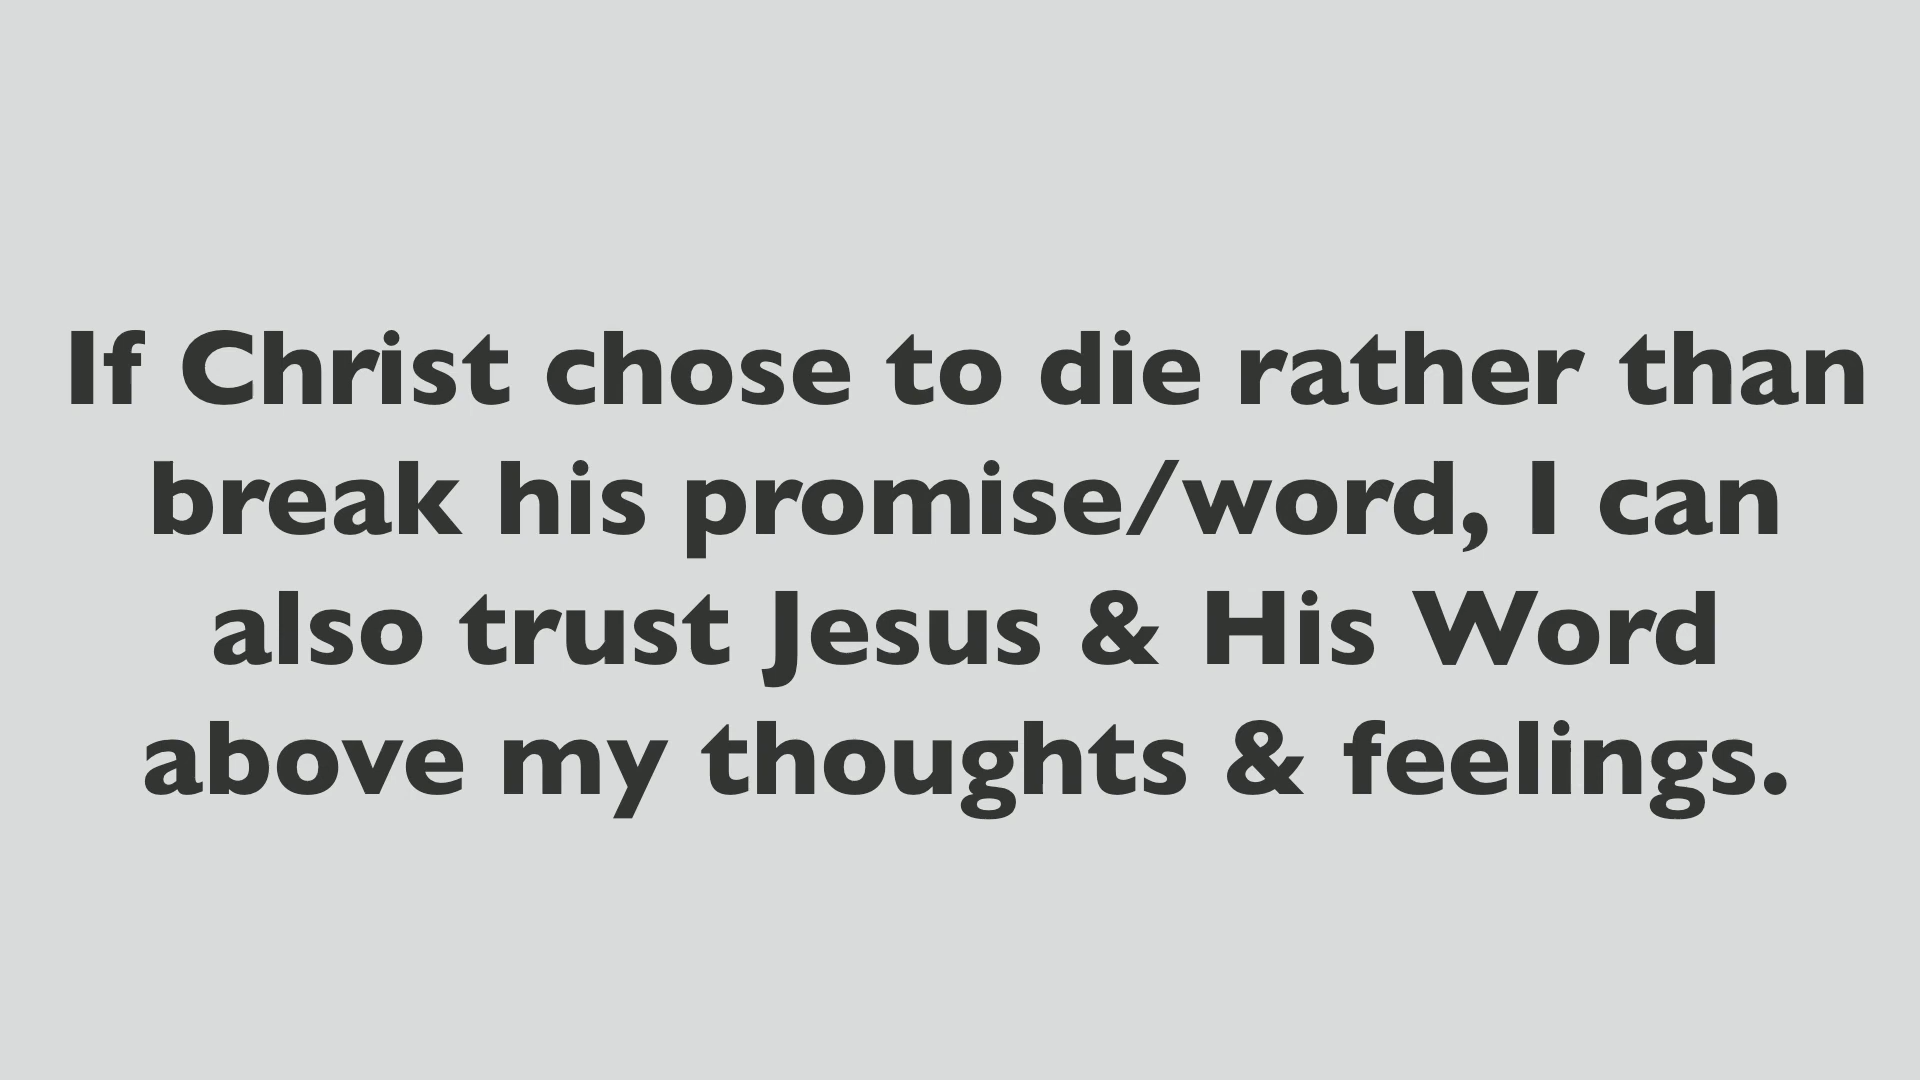 If Christ chose to die rather than
break his promise/word, I can
also trust Jesus & His Word
above my thoughts & feelings.